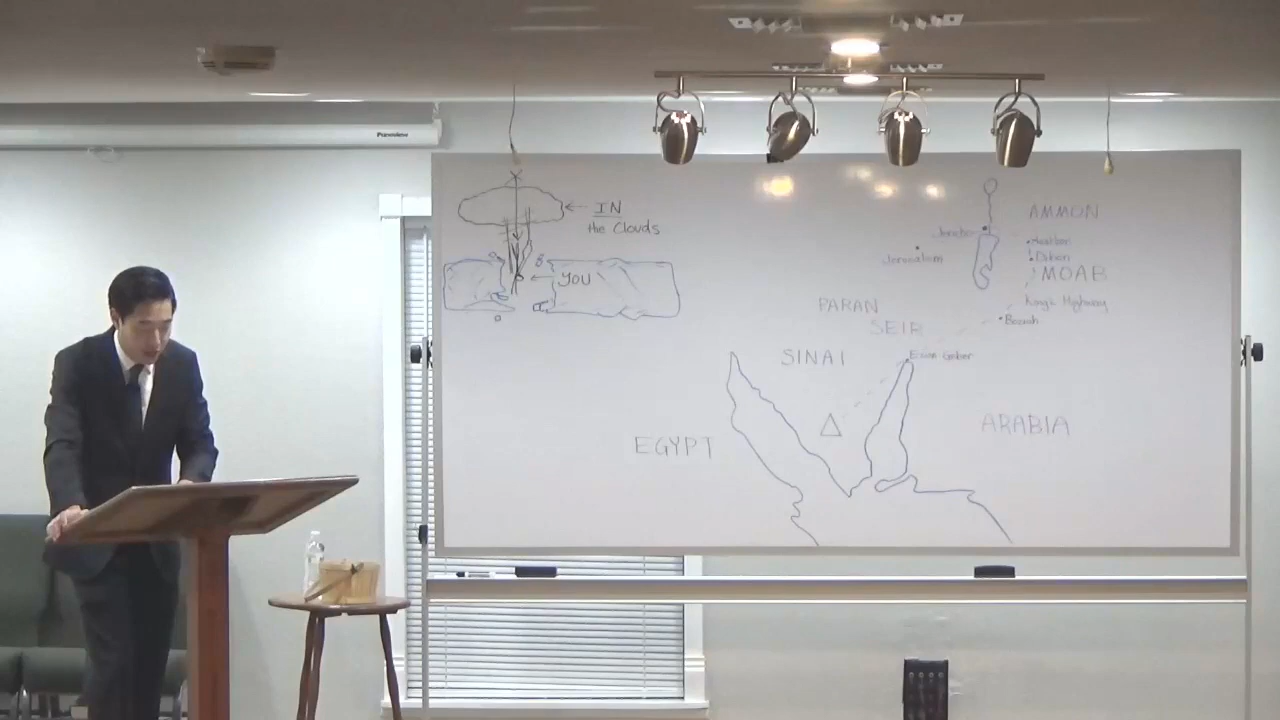 IN
the Clouds
YOU
AMMON
Jericho
Jerusalem
Heshbon
Dibon
MOAB
King's Highway
Bozrah
PARAN
SEIR
SINAI
Ezion Geber
EGYPT
ARABIA